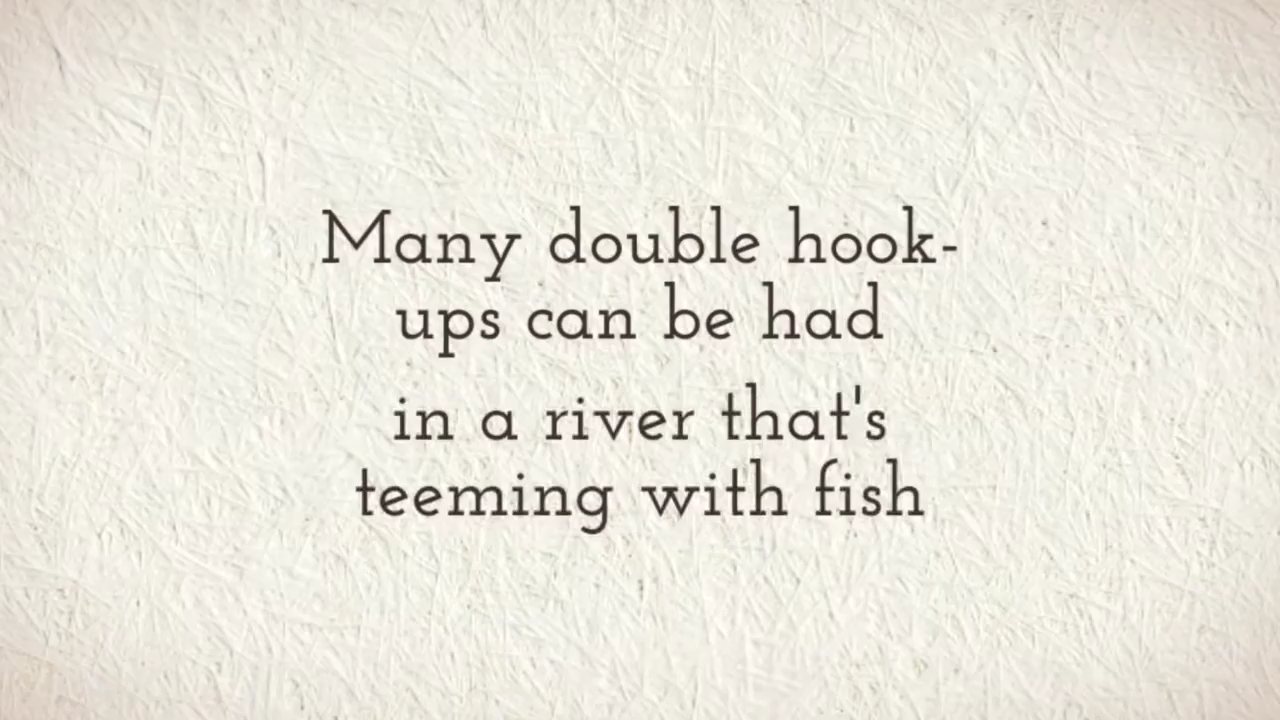 Many double hook-
ups can be had
in a river that's
teeming with fish